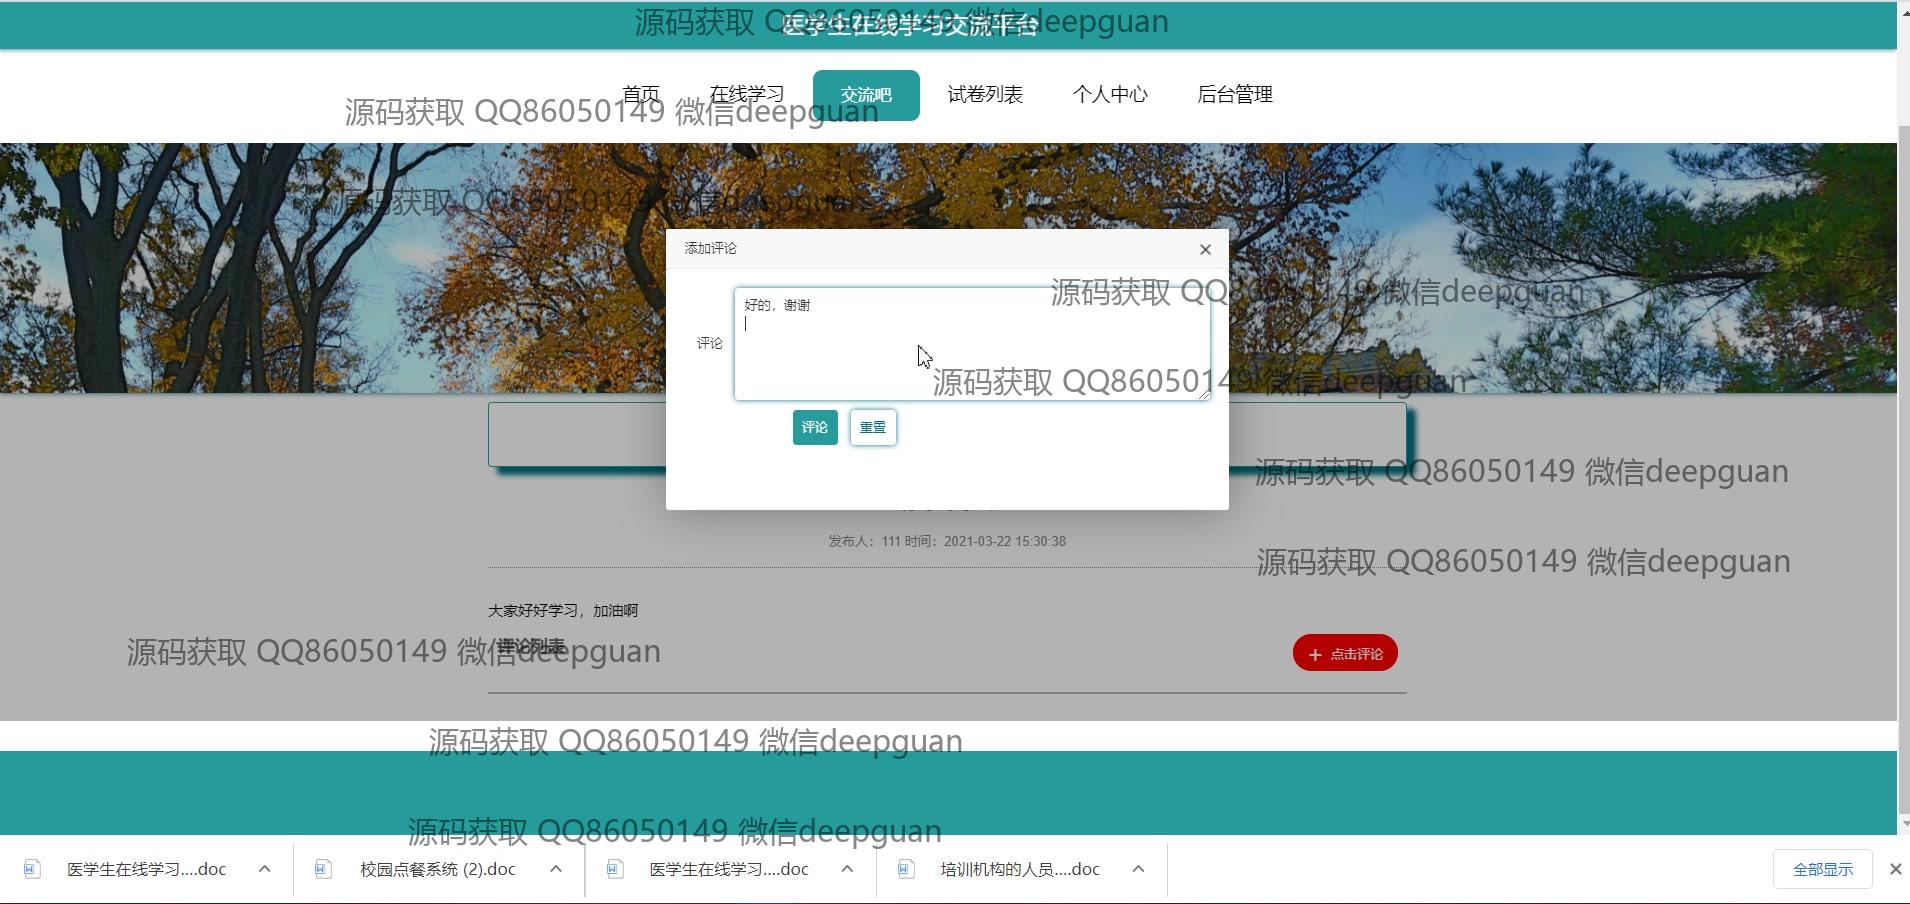 医学生在线学习交流平台
源码获取 QQ86050149 微信deepguan
首页 在线学习 交流吧 试卷列表 个人中心 后台管理
源码获取 QQ86050149 微信deepguan
源码获取 QQ86050149 微信deepguan
添加评论
源码获取 QQ86050149 微信deepguan
好的，谢谢
评论
源码获取 QQ86050149 微信deepguan
评论 重置
源码获取 QQ86050149 微信deepguan
发布人：111 时间：2021-03-22 15:30:38
源码获取 QQ86050149 微信deepguan
大家好好学习，加油啊
评论列表
源码获取 QQ86050149 微信deepguan
点击评论
源码获取 QQ86050149 微信deepguan
源码获取 QQ86050149 微信deepguan
医学生在线学习....doc 校园点餐系统 (2).doc 医学生在线学习....doc 培训机构的人员....doc 全部显示